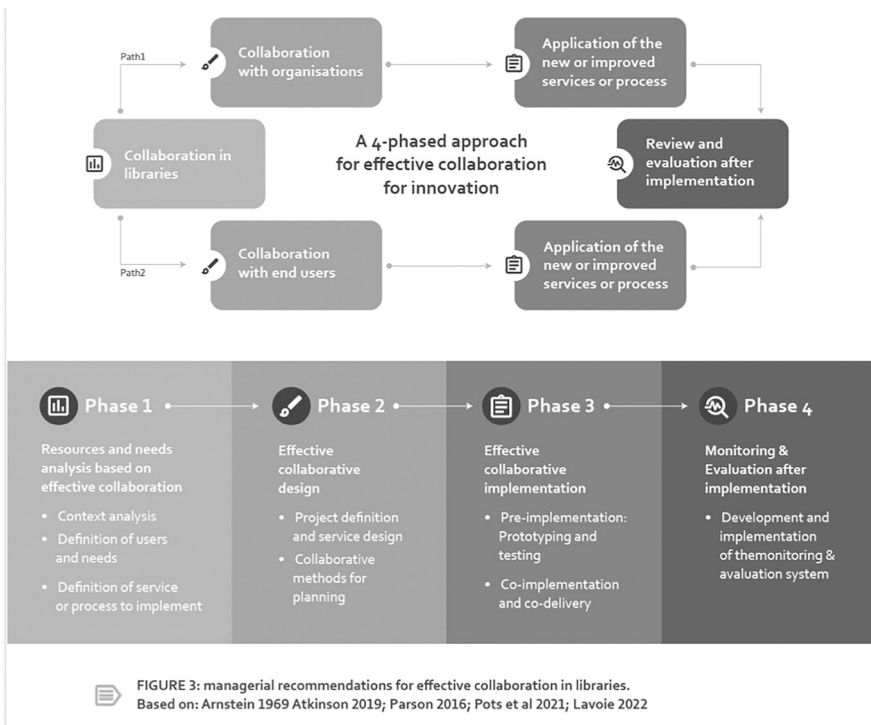 Path1
Collaboration
with organisations
Application of the
new or improved
services or process
Collaboration in
libraries
A 4-phased approach
for effective collaboration
for innovation
Review and
evaluation after
implementation
Path2
Collaboration
with end users
Application of the
new or improved
services or process
Phase 1
Resources and needs
analysis based on
effective collaboration
• Context analysis
• Definition of users
and needs
• Definition of service
or process to implement
Phase 2
Effective
collaborative
design
• Project definition
and service design
• Collaborative
methods for
planning
Phase 3
Effective
collaborative
implementation
• Pre-implementation:
Prototyping and
testing
• Co-implementation
and co-delivery
Phase 4
Monitoring &
Evaluation after
implementation
• Development and
implementation
of themonitoring &
avaluation system
FIGURE 3: managerial recommendations for effective collaboration in libraries.
Based on: Arnstein 1969 Atkinson 2019; Parson 2016; Pots et al 2021; Lavoie 2022